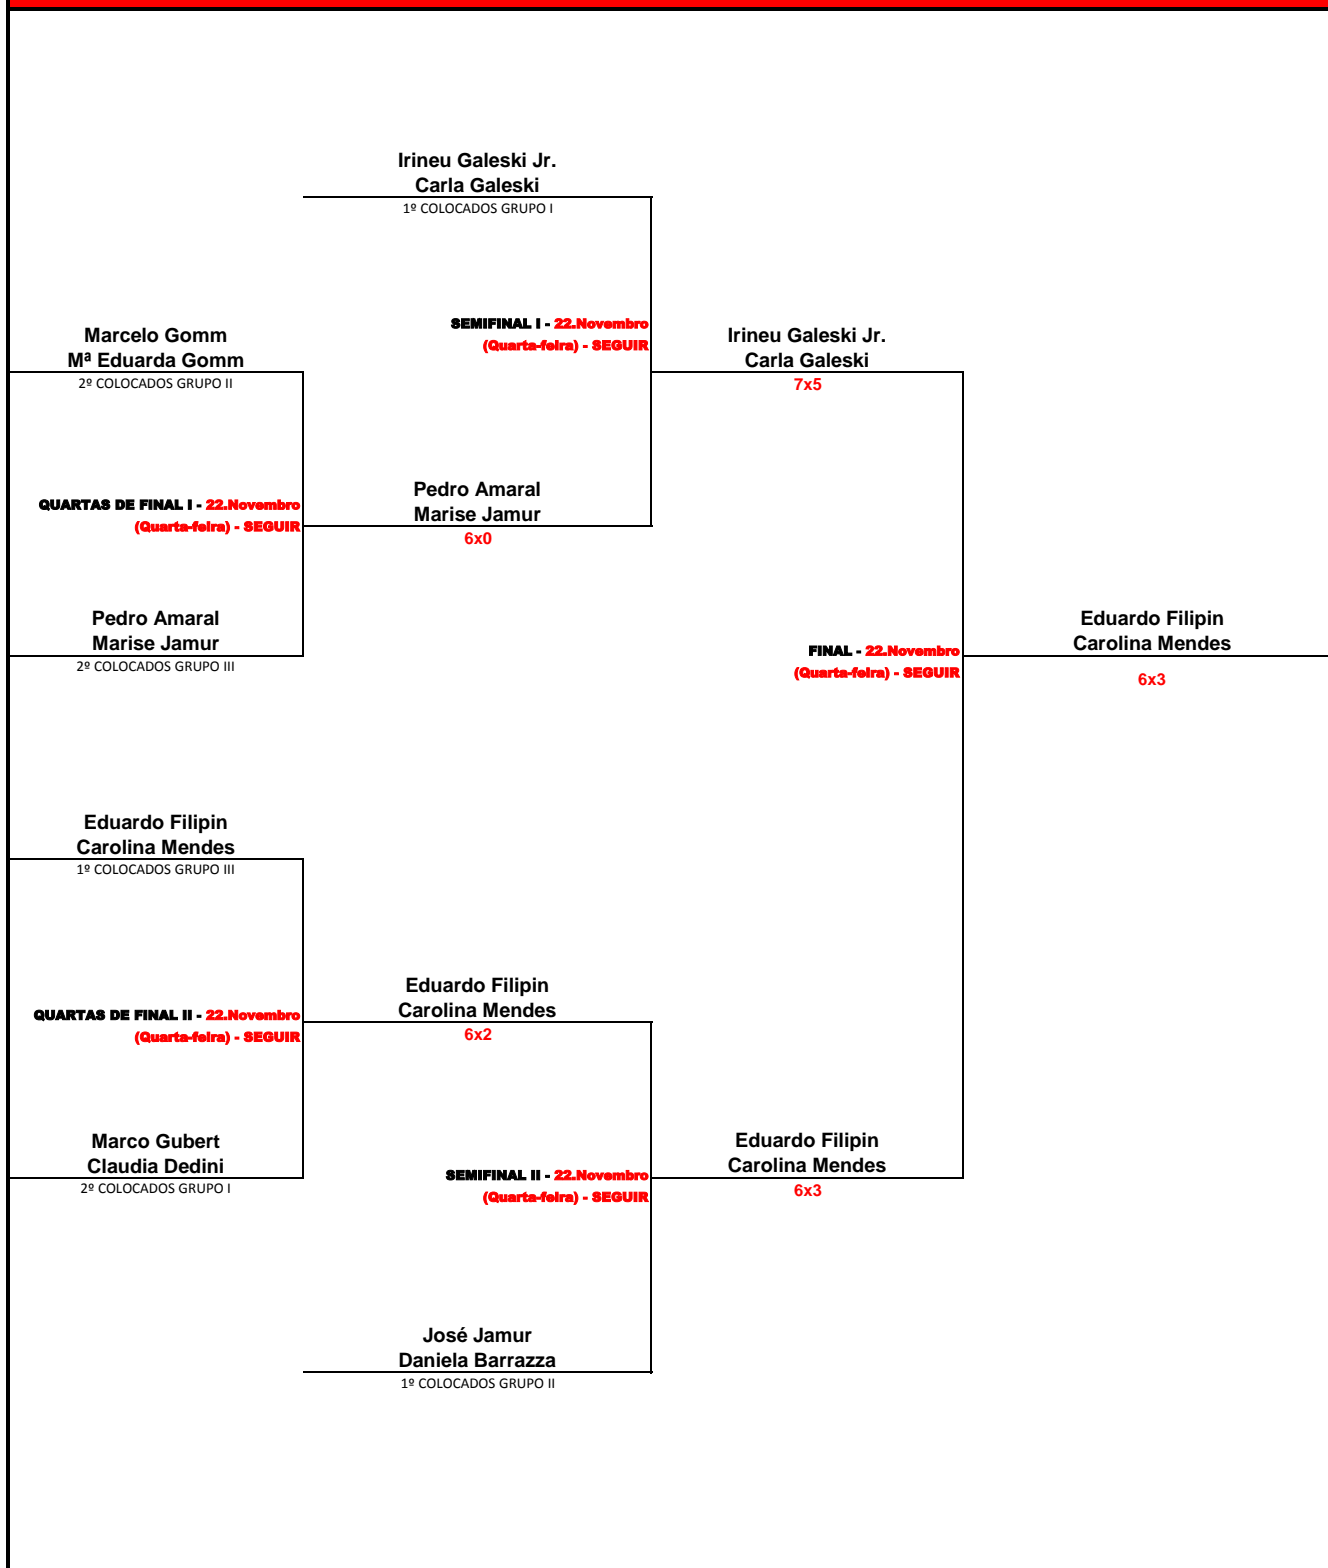 Irineu Galeski Jr.
Carla Galeski
1º COLOCADOS GRUPO I
SEMIFINAL I - 22.Novembro
(Quarta-feira) - SEGUIR
Marcelo Gomm
Mª Eduarda Gomm
2º COLOCADOS GRUPO II
Irineu Galeski Jr.
Carla Galeski
7x5
QUARTAS DE FINAL I - 22.Novembro
(Quarta-feira) - SEGUIR
Pedro Amaral
Marise Jamur
6x0
Pedro Amaral
Marise Jamur
2º COLOCADOS GRUPO III
FINAL - 22.Novembro
(Quarta-feira) - SEGUIR
Eduardo Filipin
Carolina Mendes
6x3
Eduardo Filipin
Carolina Mendes
1º COLOCADOS GRUPO III
QUARTAS DE FINAL II - 22.Novembro
(Quarta-feira) - SEGUIR
Eduardo Filipin
Carolina Mendes
6x2
Marco Gubert
Claudia Dedini
2º COLOCADOS GRUPO I
SEMIFINAL II - 22.Novembro
(Quarta-feira) - SEGUIR
Eduardo Filipin
Carolina Mendes
6x3
José Jamur
Daniela Barrazza
1º COLOCADOS GRUPO II